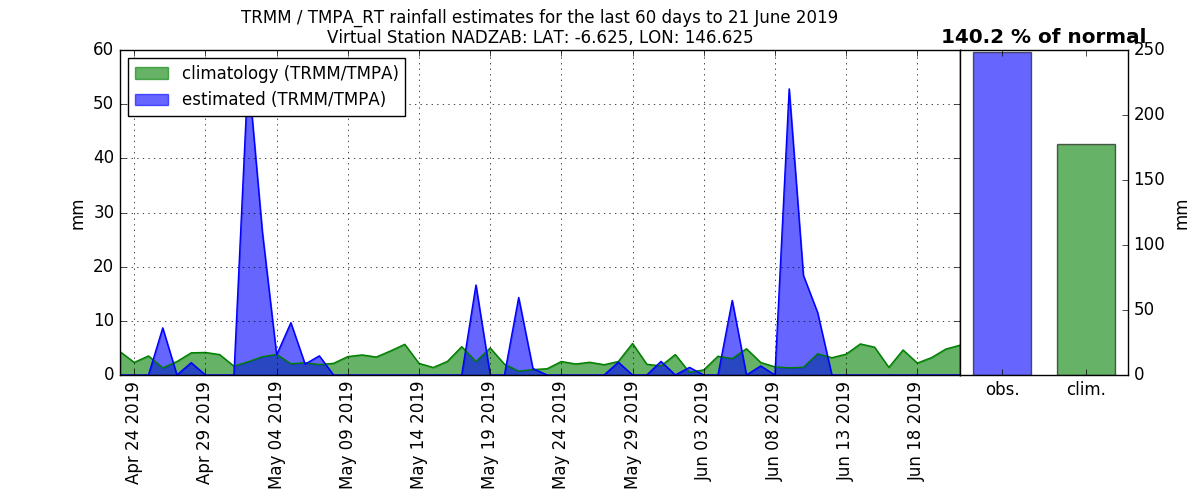 TRMM / TMPA_RT rainfall estimates for the last 60 days to 21 June 2019
Virtual Station NADZAB: LAT: -6.625, LON: 146.625
140.2 % of normal
climatology (TRMM/TMPA)
estimated (TRMM/TMPA)
60
50
40
30
20
10
0
mm
Apr 24 2019
Apr 29 2019
May 04 2019
May 09 2019
May 14 2019
May 19 2019
May 24 2019
May 29 2019
Jun 03 2019
Jun 08 2019
Jun 13 2019
Jun 18 2019
250
200
150
100
50
0
mm
obs.
clim.